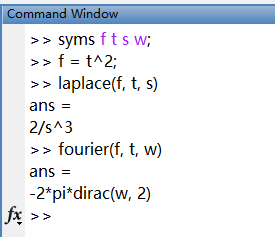 Command Window
>> syms f t s w;
>> f = t^2;
>> laplace(f, t, s)
ans =
2/s^3
>> fourier(f, t, w)
ans =
-2*pi*dirac(w, 2)
fx >>